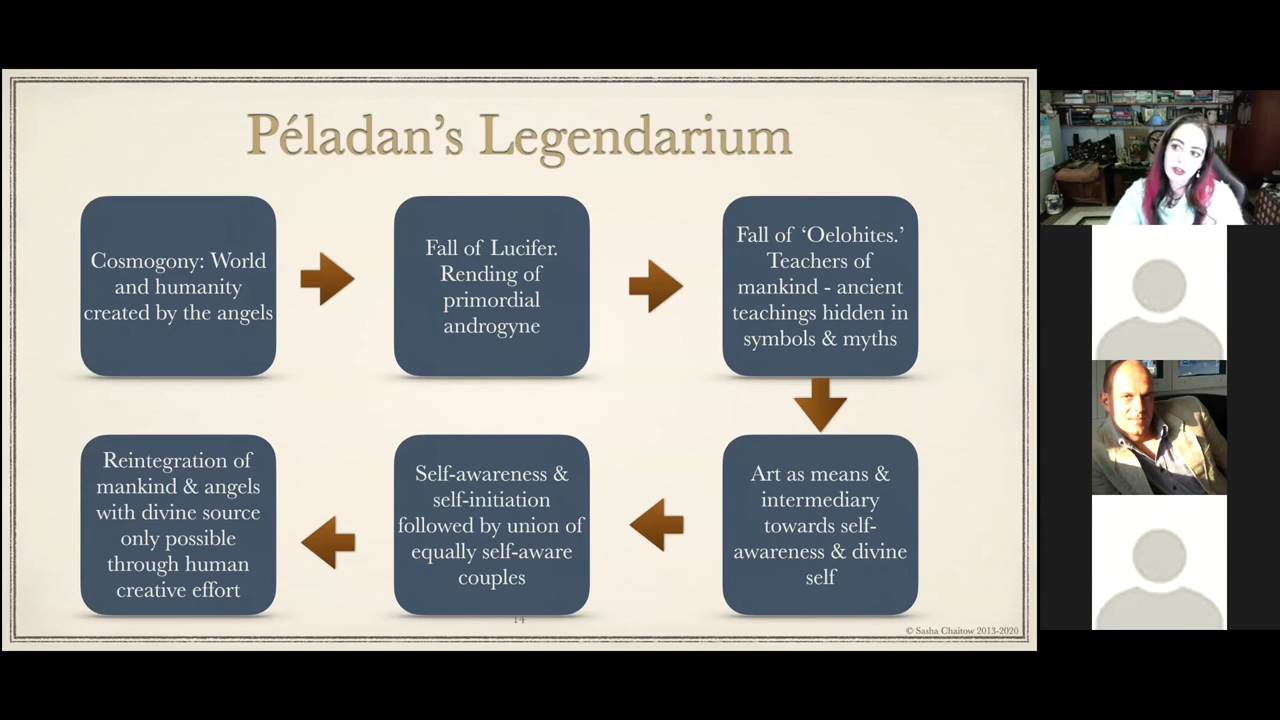 Péladan's Legendarium
Cosmogony: World
and humanity
created by the angels
Fall of Lucifer.
Rending of
primordial
androgyne
Fall of ‘Oelohites.’
Teachers of
mankind - ancient
teachings hidden in
symbols & myths
Art as means &
intermediary
towards self-
awareness & divine
self
Self-awareness &
self-initiation
followed by union of
equally self-aware
couples
Reintegration of
mankind & angels
with divine source
only possible
through human
creative effort
14
© Sasha Chaitow 2013-2020